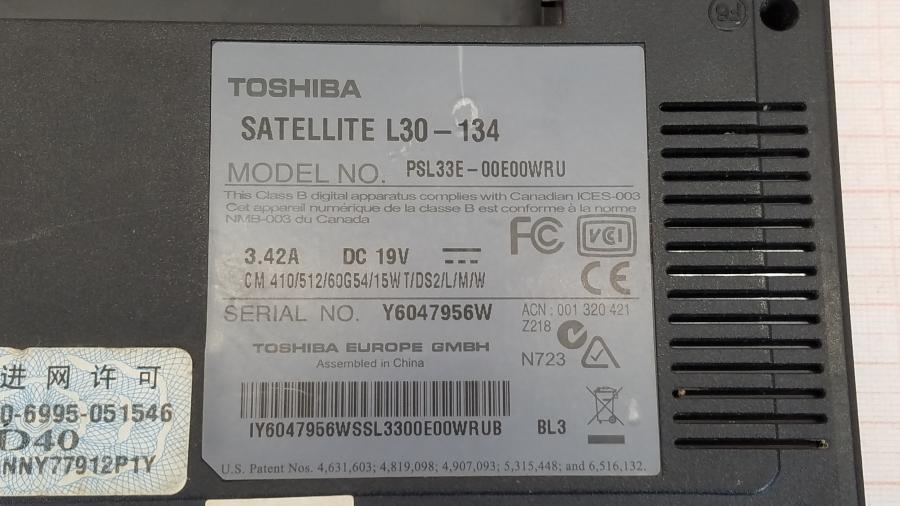 TOSHIBA
SATELLITE L30-134
MODEL NO. PSL33E-00E00WRU
This Class B digital apparatus complies with Canadian ICES-003
Cet appareil numérique de la classe B est conforme à la norme
NMB-003 du Canada
FC VCI
3.42A DC 19V
CM 410/512/60G54/15WT/DS2/L/M/W
CE
SERIAL NO. Y6047956W
ACN : 001 320 421
Z218
N723
TOSHIBA EUROPE GMBH
Assembled in China
IY6047956WSSL3300E00WRUB
BL3
U.S. Patent Nos. 4,631,603; 4,819,098; 4,907,093; 5,315,448; and 6,516,132.
进网许可
0-6995-051546
D40
NNY77912P1Y